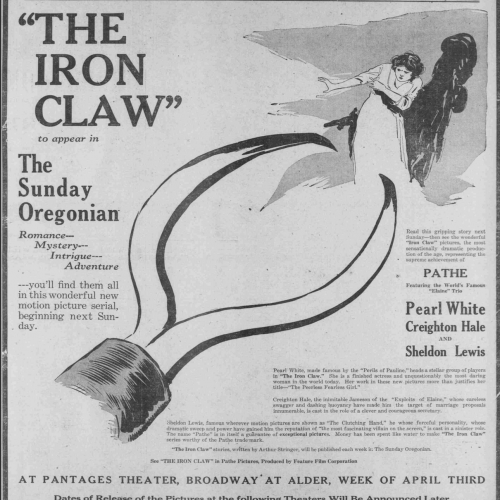 “THE
IRON
CLAW”
to appear in
The
Sunday
Oregonian
Romance—
Mystery—
Intrigue—
Adventure
---you'll find them all
in this wonderful new
motion picture serial,
beginning next Sun-
day.
Read this gripping story next
Sunday—then see the wonderful
"Iron Claw" pictures, the most
sensationally dramatic produc-
tion of the age, representing the
supreme achievement of
PATHE
Featuring the World's Famous
"Elaine" Trio
Pearl White
Creighton Hale
AND
Sheldon Lewis
Pearl White, made famous by the "Perils of Pauline," heads a stellar group of players
in "The Iron Claw." She is a finished actress and unquestionably the most daring
woman in the world today. Her work in these new pictures more than justifies her
title—"The Peerless Fearless Girl."
Creighton Hale, the inimitable Jameson of the "Exploits of Elaine," whose careless
swagger and dashing buoyancy have made him the target of marriage proposals
innumerable, is cast in the role of a clever and courageous secretary.
Sheldon Lewis, famous wherever motion pictures are shown as "The Clutching Hand," by whose forceful personality, whose
dramatic sweep and power have gained him the reputation of "the most fascinating villain on the screen," is cast in a sinister role.
The name "Pathe" is in itself a guarantee of exceptional pictures. Money has been spent like water to make "The Iron Claw"
series worthy of the Pathe trademark.
"The Iron Claw" stories, written by Arthur Stringer, will be published each week in The Sunday Oregonian.
See "THE IRON CLAW" in Pathe Pictures, Produced by Feature Film Corporation
AT PANTAGES THEATER, BROADWAY AT ALDER, WEEK OF APRIL THIRD
Dates of Release of the Pictures at the following Theaters Will Be Announced Later